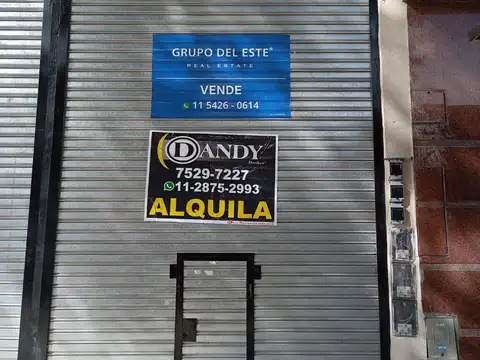 GRUPO DEL ESTE®
REAL ESTATE
VENDE
11 5426 - 0614
DANDY
7529-7227
11-2875-2993
ALQUILA